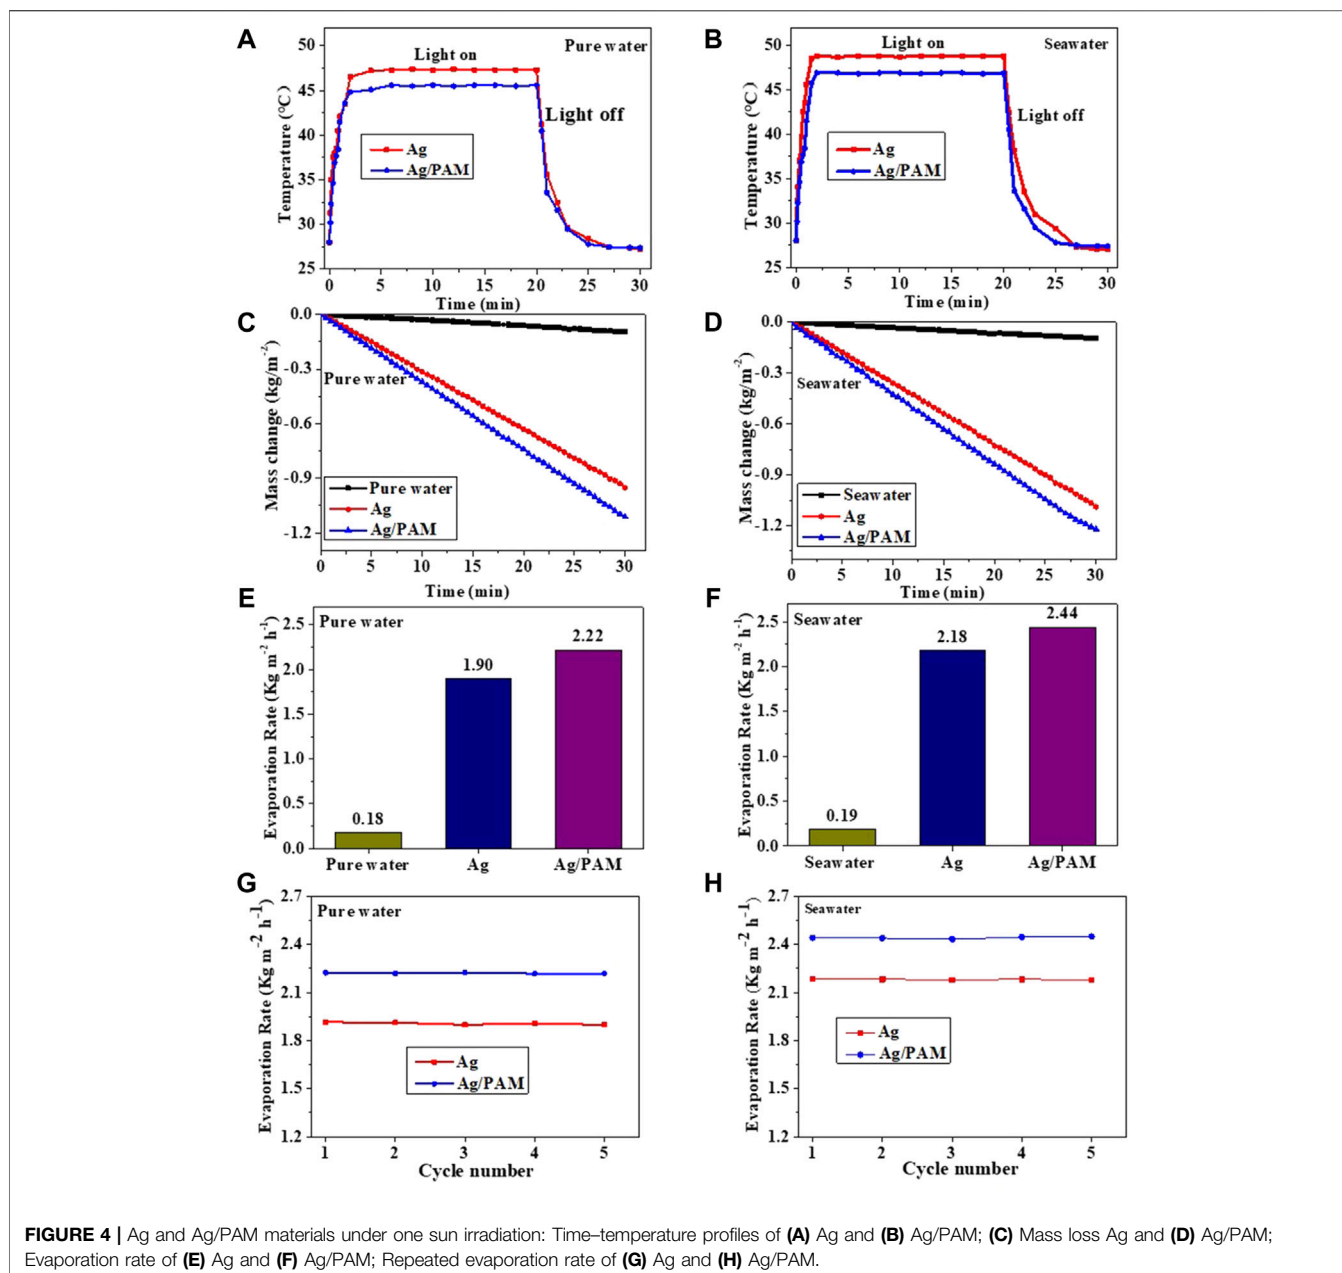 A
Pure water
Light on
Light off
Ag
Ag/PAM
Temperature (°C)
50
45
40
35
30
25
0 5 10 15 20 25 30
Time (min)
B
Seawater
Light on
Light off
Ag
Ag/PAM
Temperature (°C)
50
45
40
35
30
25
0 5 10 15 20 25 30
Time (min)
C
Pure water
Pure water
Ag
Ag/PAM
Mass change (kg/m⁻²)
0.0
-0.3
-0.6
-0.9
-1.2
0 5 10 15 20 25 30
Time (min)
D
Seawater
Seawater
Ag
Ag/PAM
Mass change (kg/m⁻²)
0.0
-0.3
-0.6
-0.9
-1.2
0 5 10 15 20 25 30
Time (min)
E
Pure water
Evaporation Rate (Kg m⁻² h⁻¹)
2.5
2.0
1.5
1.0
0.5
0.0
0.18
1.90
2.22
Pure water Ag Ag/PAM
F
Seawater
Evaporation Rate (Kg m⁻² h⁻¹)
2.5
2.0
1.5
1.0
0.5
0.0
0.19
2.18
2.44
Seawater Ag Ag/PAM
G
Pure water
Evaporation Rate (Kg m⁻² h⁻¹)
2.7
2.4
2.1
1.8
1.5
1.2
Ag
Ag/PAM
1 2 3 4 5
Cycle number
H
Seawater
Evaporation Rate (Kg m⁻² h⁻¹)
2.7
2.4
2.1
1.8
1.5
1.2
Ag
Ag/PAM
1 2 3 4 5
Cycle number
FIGURE 4 | Ag and Ag/PAM materials under one sun irradiation: Time–temperature profiles of (A) Ag and (B) Ag/PAM; (C) Mass loss Ag and (D) Ag/PAM;
Evaporation rate of (E) Ag and (F) Ag/PAM; Repeated evaporation rate of (G) Ag and (H) Ag/PAM.